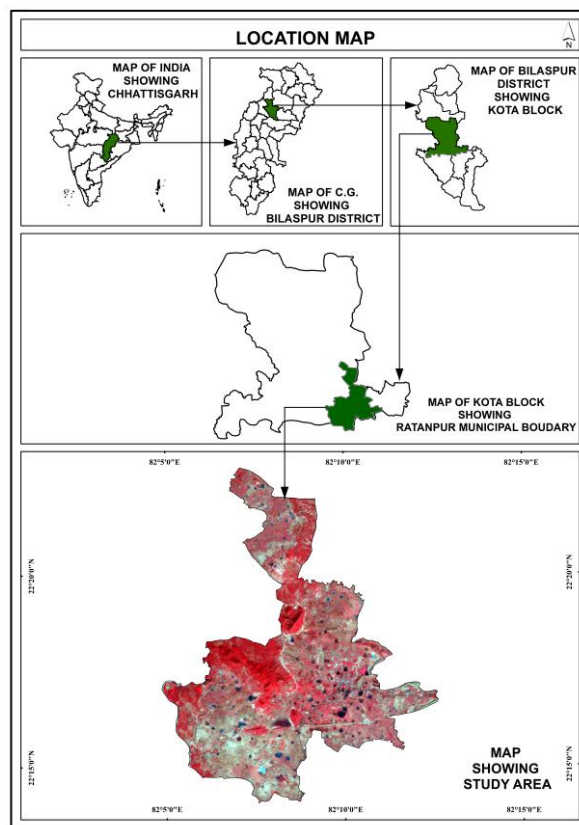 LOCATION MAP
N
MAP OF INDIA
SHOWING
CHHATTISGARH
MAP OF C.G.
SHOWING
BILASPUR DISTRICT
MAP OF BILASPUR
DISTRICT
SHOWING
KOTA BLOCK
MAP OF KOTA BLOCK
SHOWING
RATANPUR MUNICIPAL BOUDARY
82°5'0"E
82°10'0"E
82°15'0"E
22°20'0"N
22°20'0"N
22°15'0"N
22°15'0"N
MAP
SHOWING
STUDY AREA
82°5'0"E
82°10'0"E
82°15'0"E